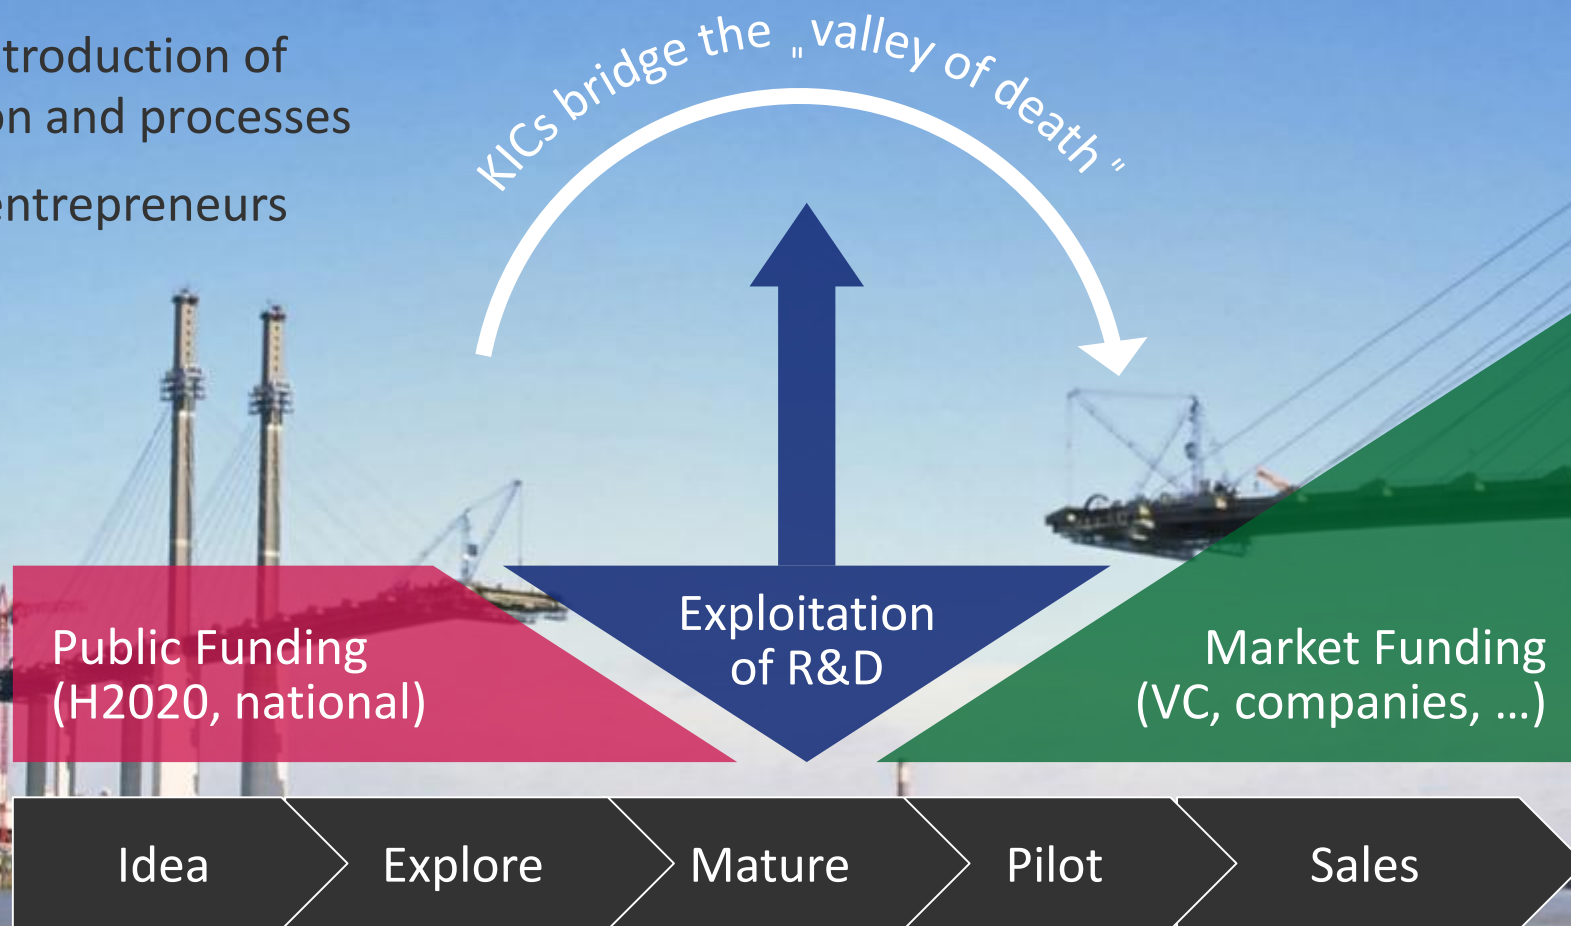 troduction of
on and processes
entrepreneurs
KICs bridge the „valley of death“
Exploitation
of R&D
Public Funding
(H2020, national)
Market Funding
(VC, companies, ...)
Idea
Explore
Mature
Pilot
Sales